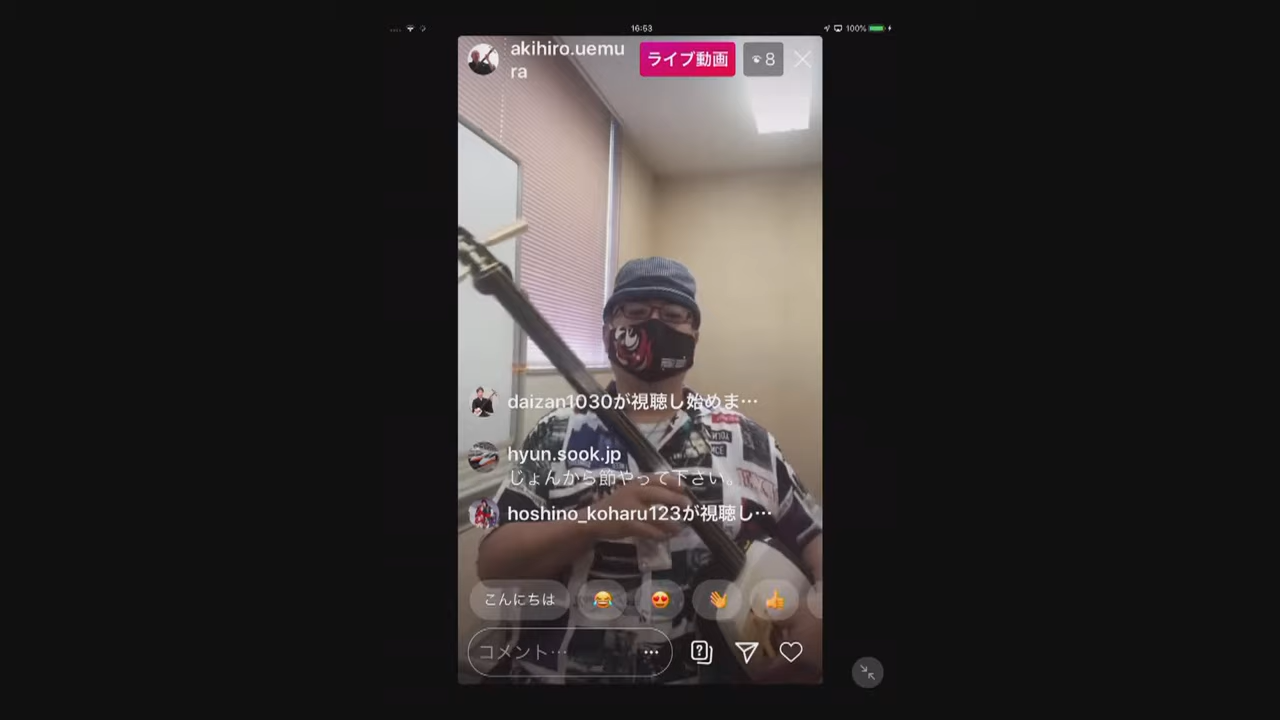 16:53
100%
akihiro.uemu
ra
ライブ動画
8
daizan1030が視聴し始めま…
hyun.sook.jp
じょんから節やって下さい。
hoshino_koharu123が視聴し…
こんにちは
コメント…